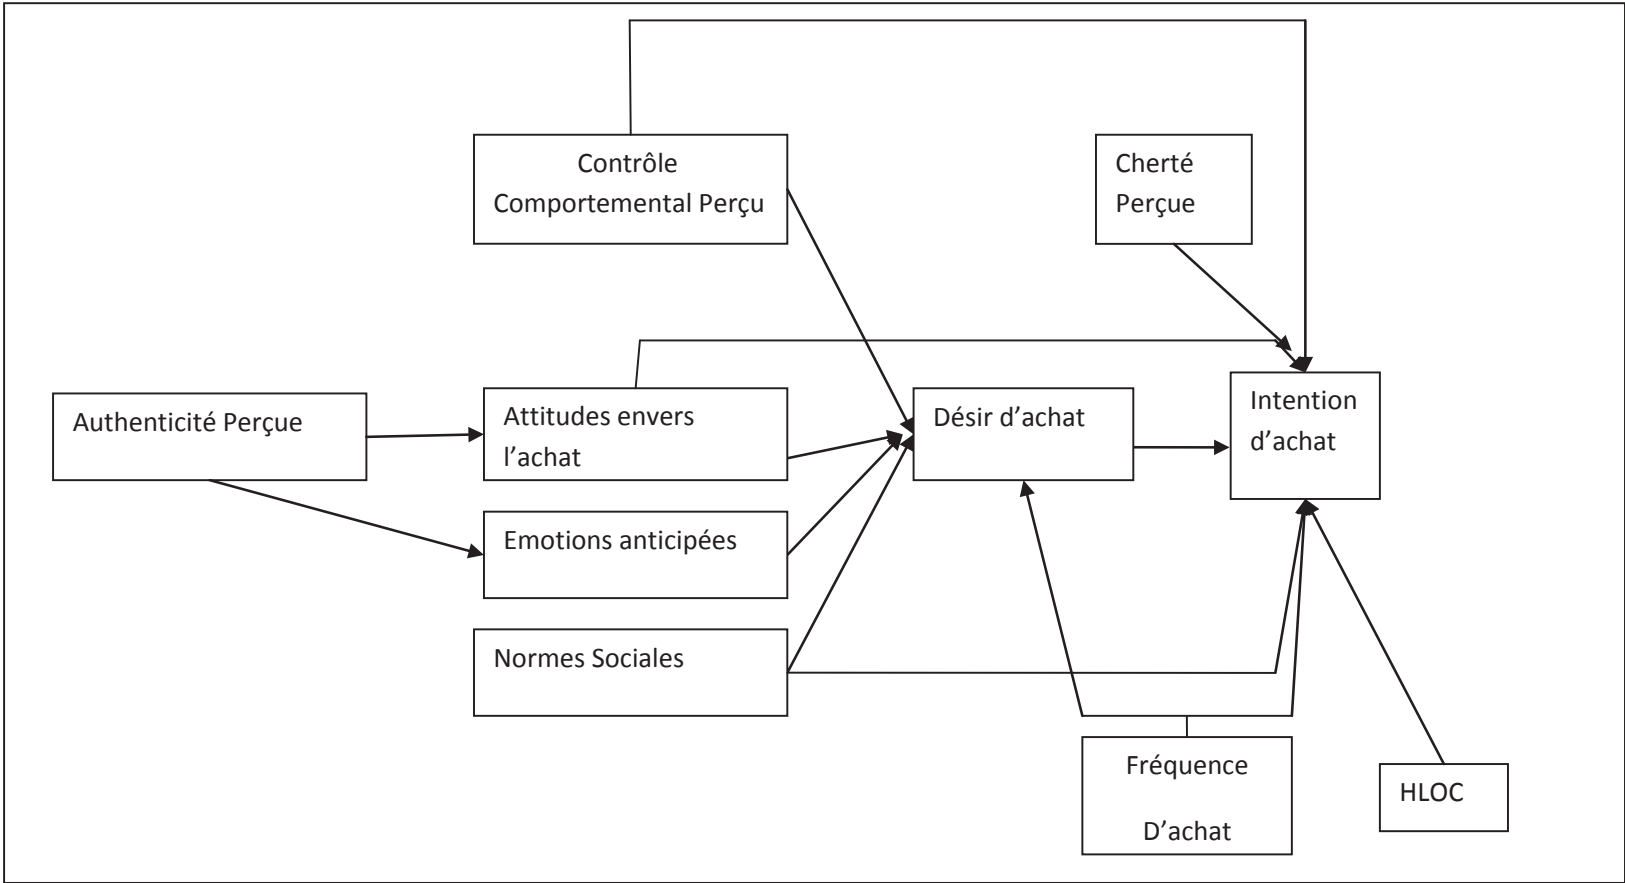 Contrôle
Comportemental Perçu
Cherté
Perçue
Authenticité Perçue
Attitudes envers
l’achat
Désir d’achat
Intention
d’achat
Emotions anticipées
Normes Sociales
Fréquence
D’achat
HLOC